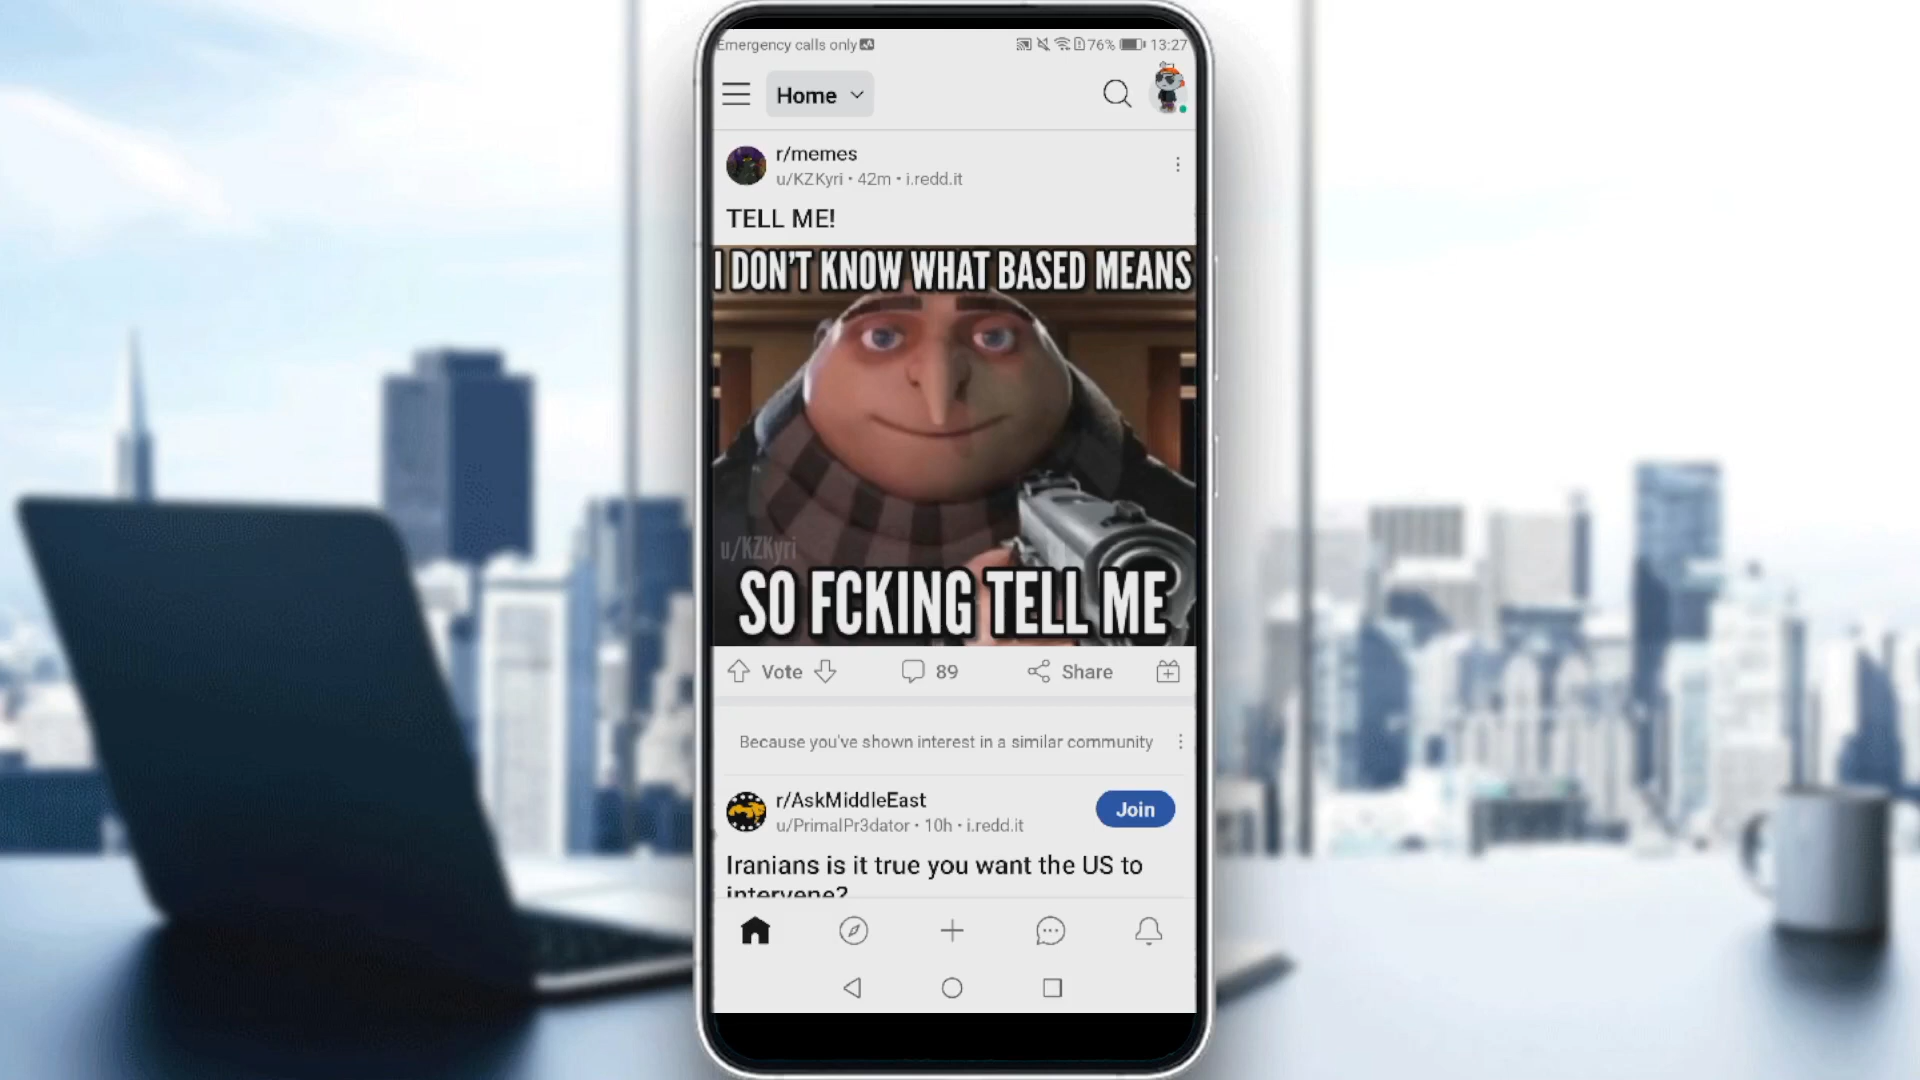 Emergency calls only 76% 13:27
Home
r/memes
u/KZKyri • 42m • i.redd.it
TELL ME!
I DON'T KNOW WHAT BASED MEANS
u/KZKyri
SO FCKING TELL ME
Vote 89 Share
Because you've shown interest in a similar community
r/AskMiddleEast
Join
u/PrimalPr3dator • 10h • i.redd.it
Iranians is it true you want the US to
intervene?